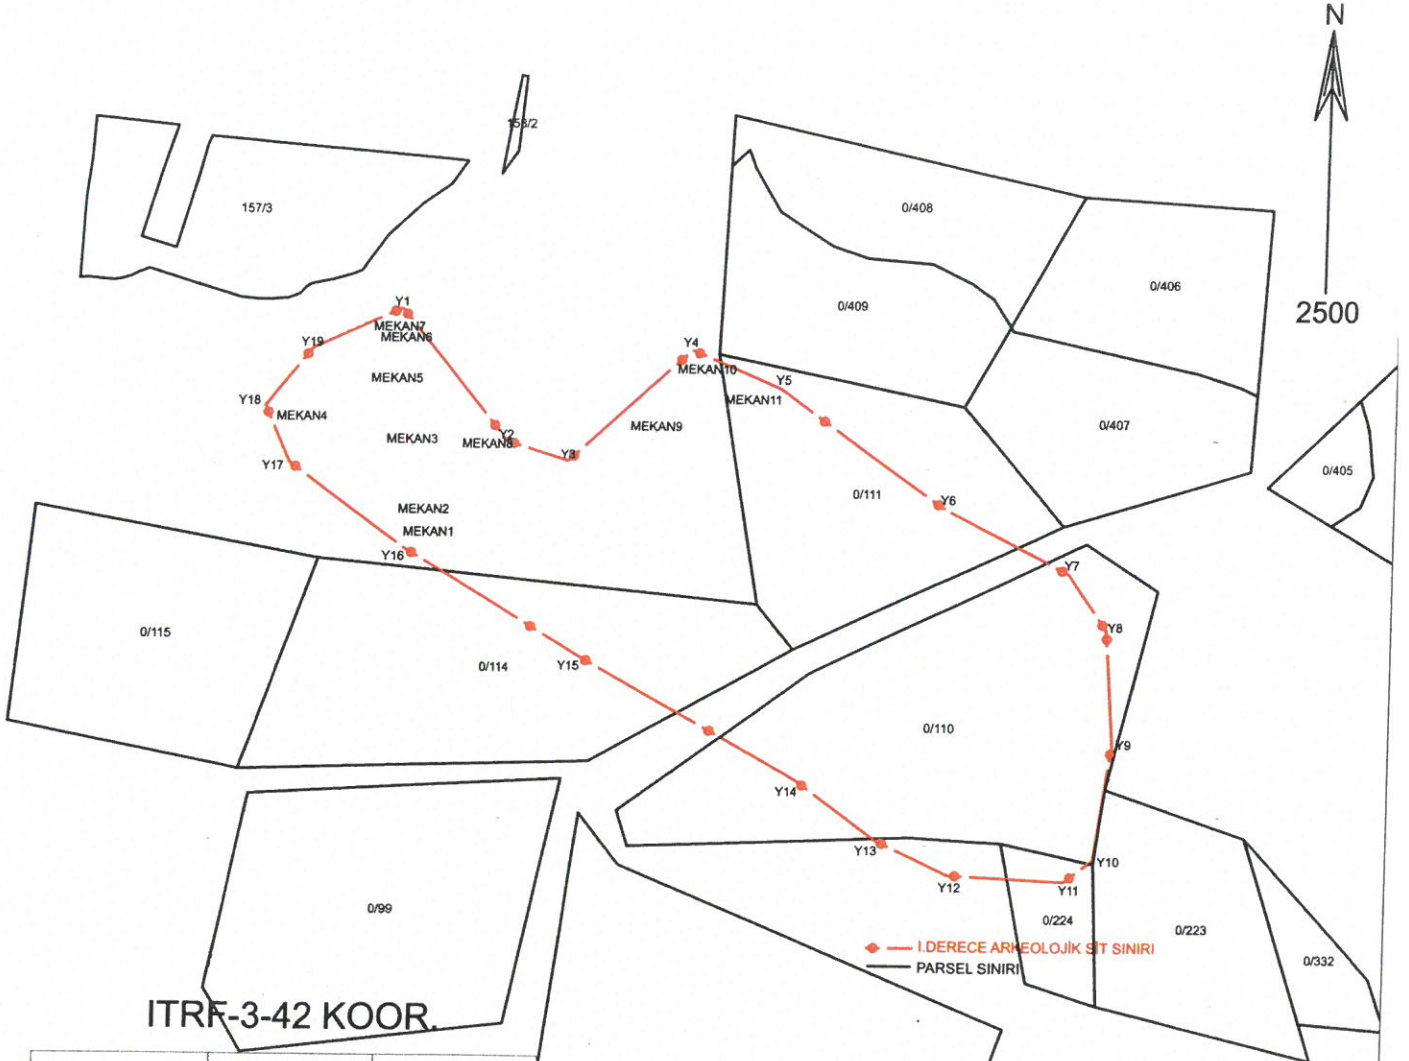 N
158/2
157/3
0/408
0/406
0/409
2500
Y1
MEKAN7
MEKAN6
Y19
Y4
MEKAN10
MEKAN5
Y5
MEKAN11
Y18
MEKAN4
MEKAN9
0/407
Y2
MEKAN3
MEKAN8
Y3
Y17
0/405
0/111
Y6
MEKAN2
MEKAN1
Y16
Y7
0/115
Y8
0/114
Y15
0/110
Y9
Y14
Y13
Y10
Y12
Y11
0/99
0/224
0/223
I.DERECE ARKEOLOJİK SİT SINIRI
PARSEL SINIRI
0/332
ITRF-3-42 KOOR.